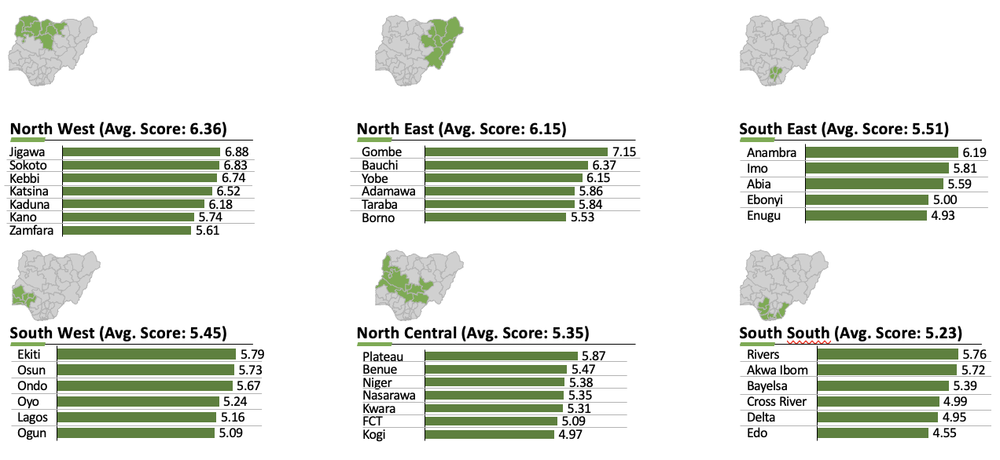 North West (Avg. Score: 6.36)
Jigawa 6.88
Sokoto 6.83
Kebbi 6.74
Katsina 6.52
Kaduna 6.18
Kano 5.74
Zamfara 5.61
North East (Avg. Score: 6.15)
Gombe 7.15
Bauchi 6.37
Yobe 6.15
Adamawa 5.86
Taraba 5.84
Borno 5.53
South East (Avg. Score: 5.51)
Anambra 6.19
Imo 5.81
Abia 5.59
Ebonyi 5.00
Enugu 4.93
South West (Avg. Score: 5.45)
Ekiti 5.79
Osun 5.73
Ondo 5.67
Oyo 5.24
Lagos 5.16
Ogun 5.09
North Central (Avg. Score: 5.35)
Plateau 5.87
Benue 5.47
Niger 5.38
Nasarawa 5.35
Kwara 5.31
FCT 5.09
Kogi 4.97
South South (Avg. Score: 5.23)
Rivers 5.76
Akwa Ibom 5.72
Bayelsa 5.39
Cross River 4.99
Delta 4.95
Edo 4.55